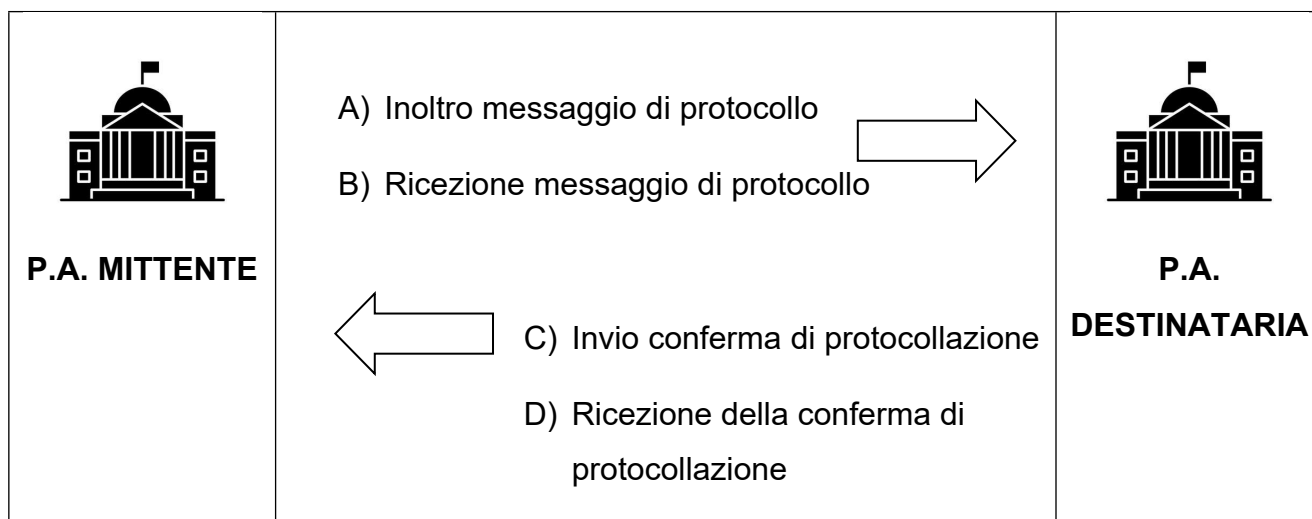 A) Inoltro messaggio di protocollo
B) Ricezione messaggio di protocollo
P.A. MITTENTE
P.A.
DESTINATARIA
C) Invio conferma di protocollazione
D) Ricezione della conferma di
protocollazione